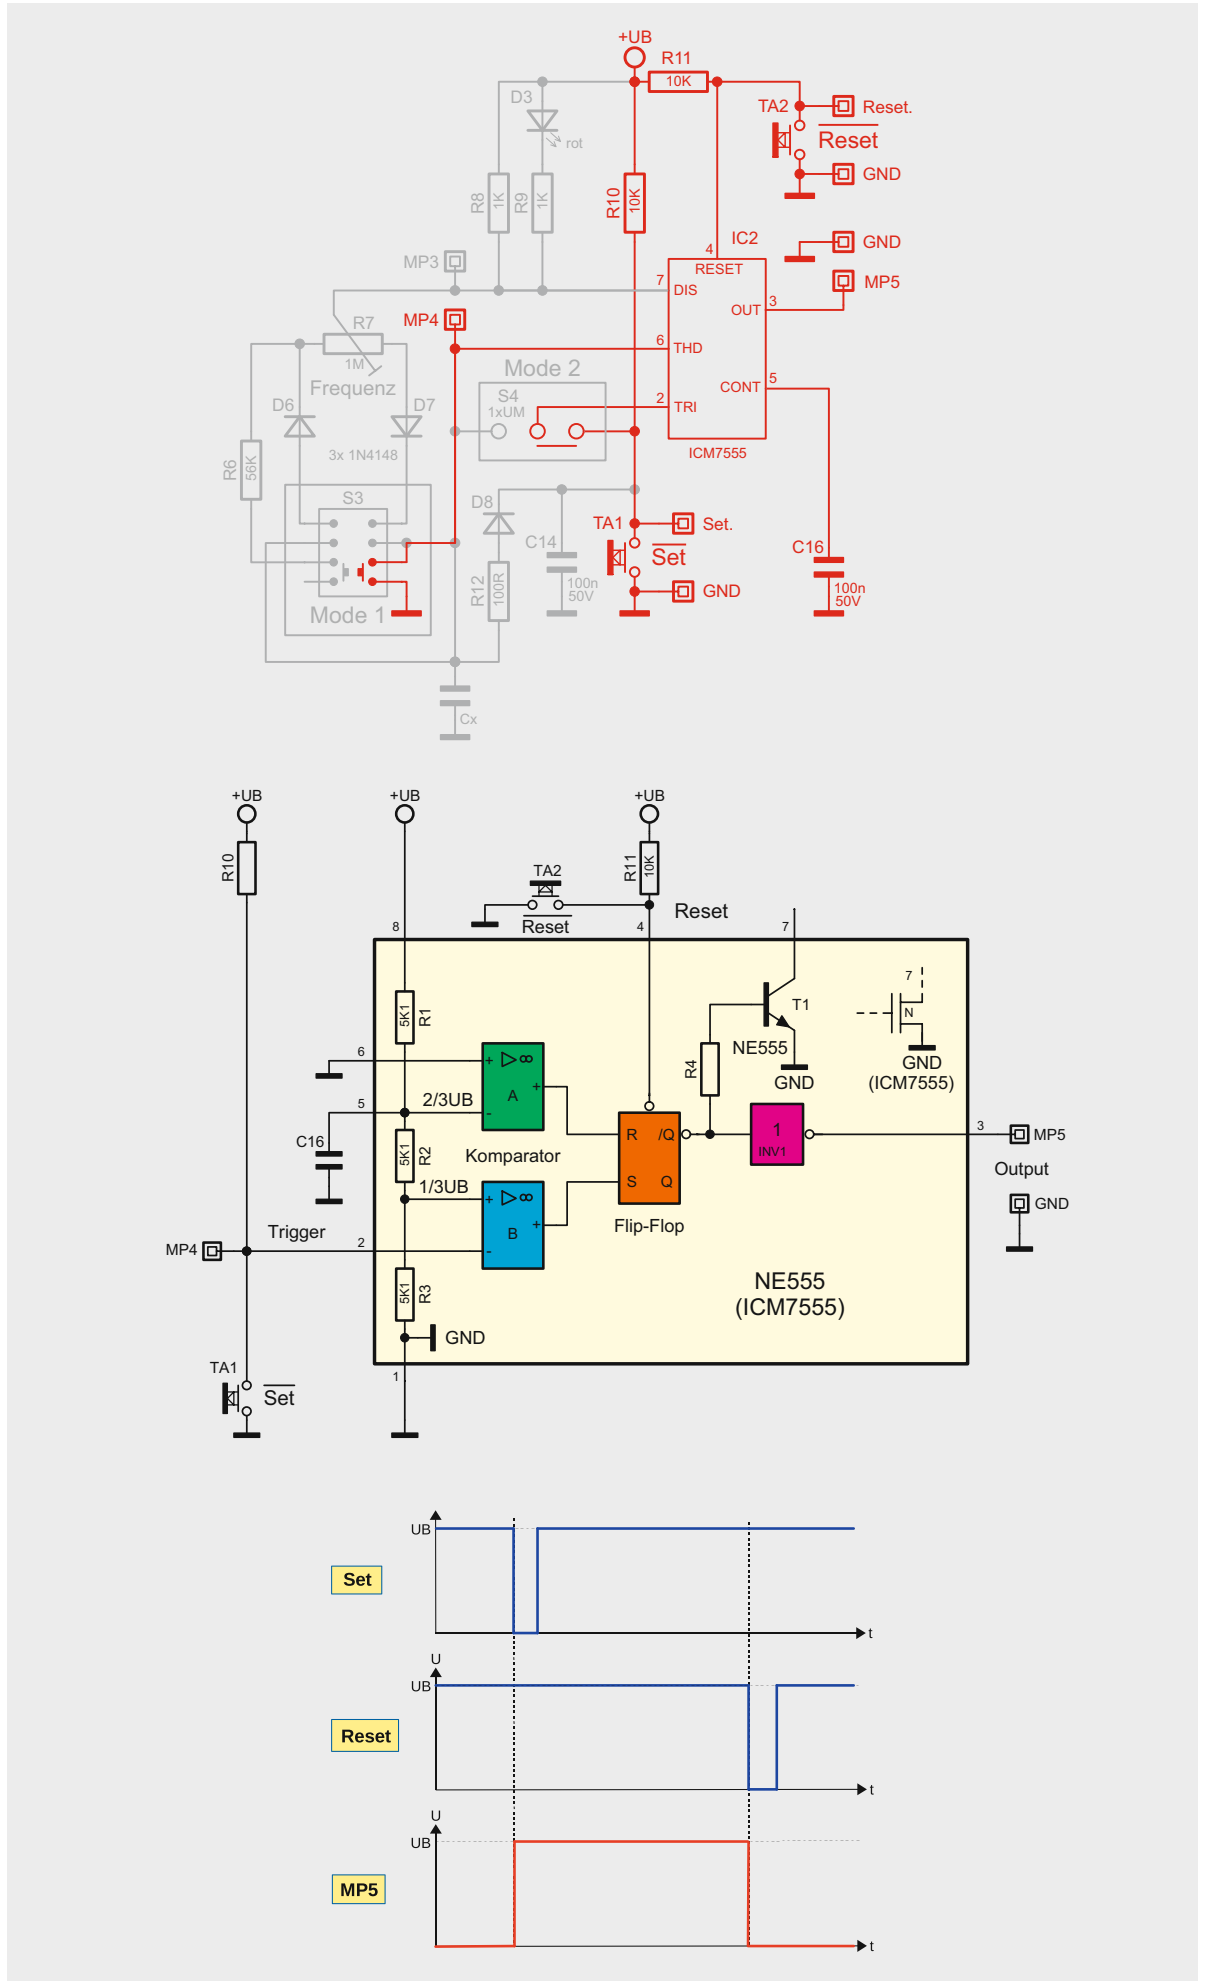 +UB
R11
10K
D3
rot
TA2
Reset.
Reset
GND
R8
1K
R9
1K
R10
10K
IC2
4
RESET
GND
MP3
7
DIS
MP5
OUT
3
MP4
R7
6
THD
1M
Frequenz
Mode 2
CONT
5
S4
1xUM
2
TRI
D6
D7
3x 1N4148
ICM7555
R6
56K
S3
D8
TA1
Set.
C14
Set
C16
100n
50V
R12
100R
GND
100n
50V
Mode 1
Cx
+UB
+UB
+UB
R10
TA2
R11
10K
Reset
Reset
8
4
7
5K1
R1
T1
7
N
NE555
6
R4
GND
GND
(ICM7555)
∞
+
+
A
-
5
2/3UB
C16
5K1
R2
Komparator
R
/Q
1
INV1
3
MP5
Output
1/3UB
∞
+
+
B
-
S
Q
GND
Flip-Flop
Trigger
MP4
2
5K1
R3
NE555
(ICM7555)
GND
TA1
Set
1
UB
Set
t
U
UB
Reset
t
U
UB
MP5
t